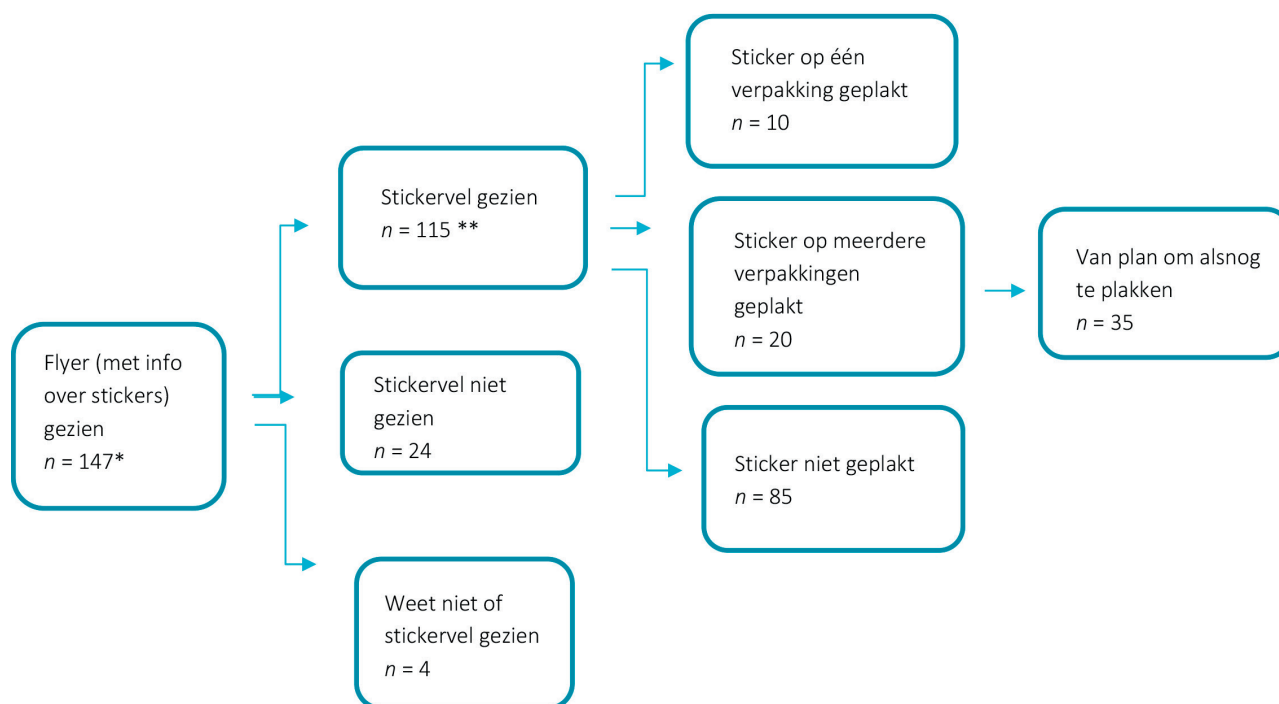 Flyer (met info
over stickers)
gezien
n = 147*
Stickervel gezien
n = 115 **
Stickervel niet
gezien
n = 24
Weet niet of
stickervel gezien
n = 4
Sticker op één
verpakking geplakt
n = 10
Sticker op meerdere
verpakkingen
geplakt
n = 20
Sticker niet geplakt
n = 85
Van plan om alsnog
te plakken
n = 35